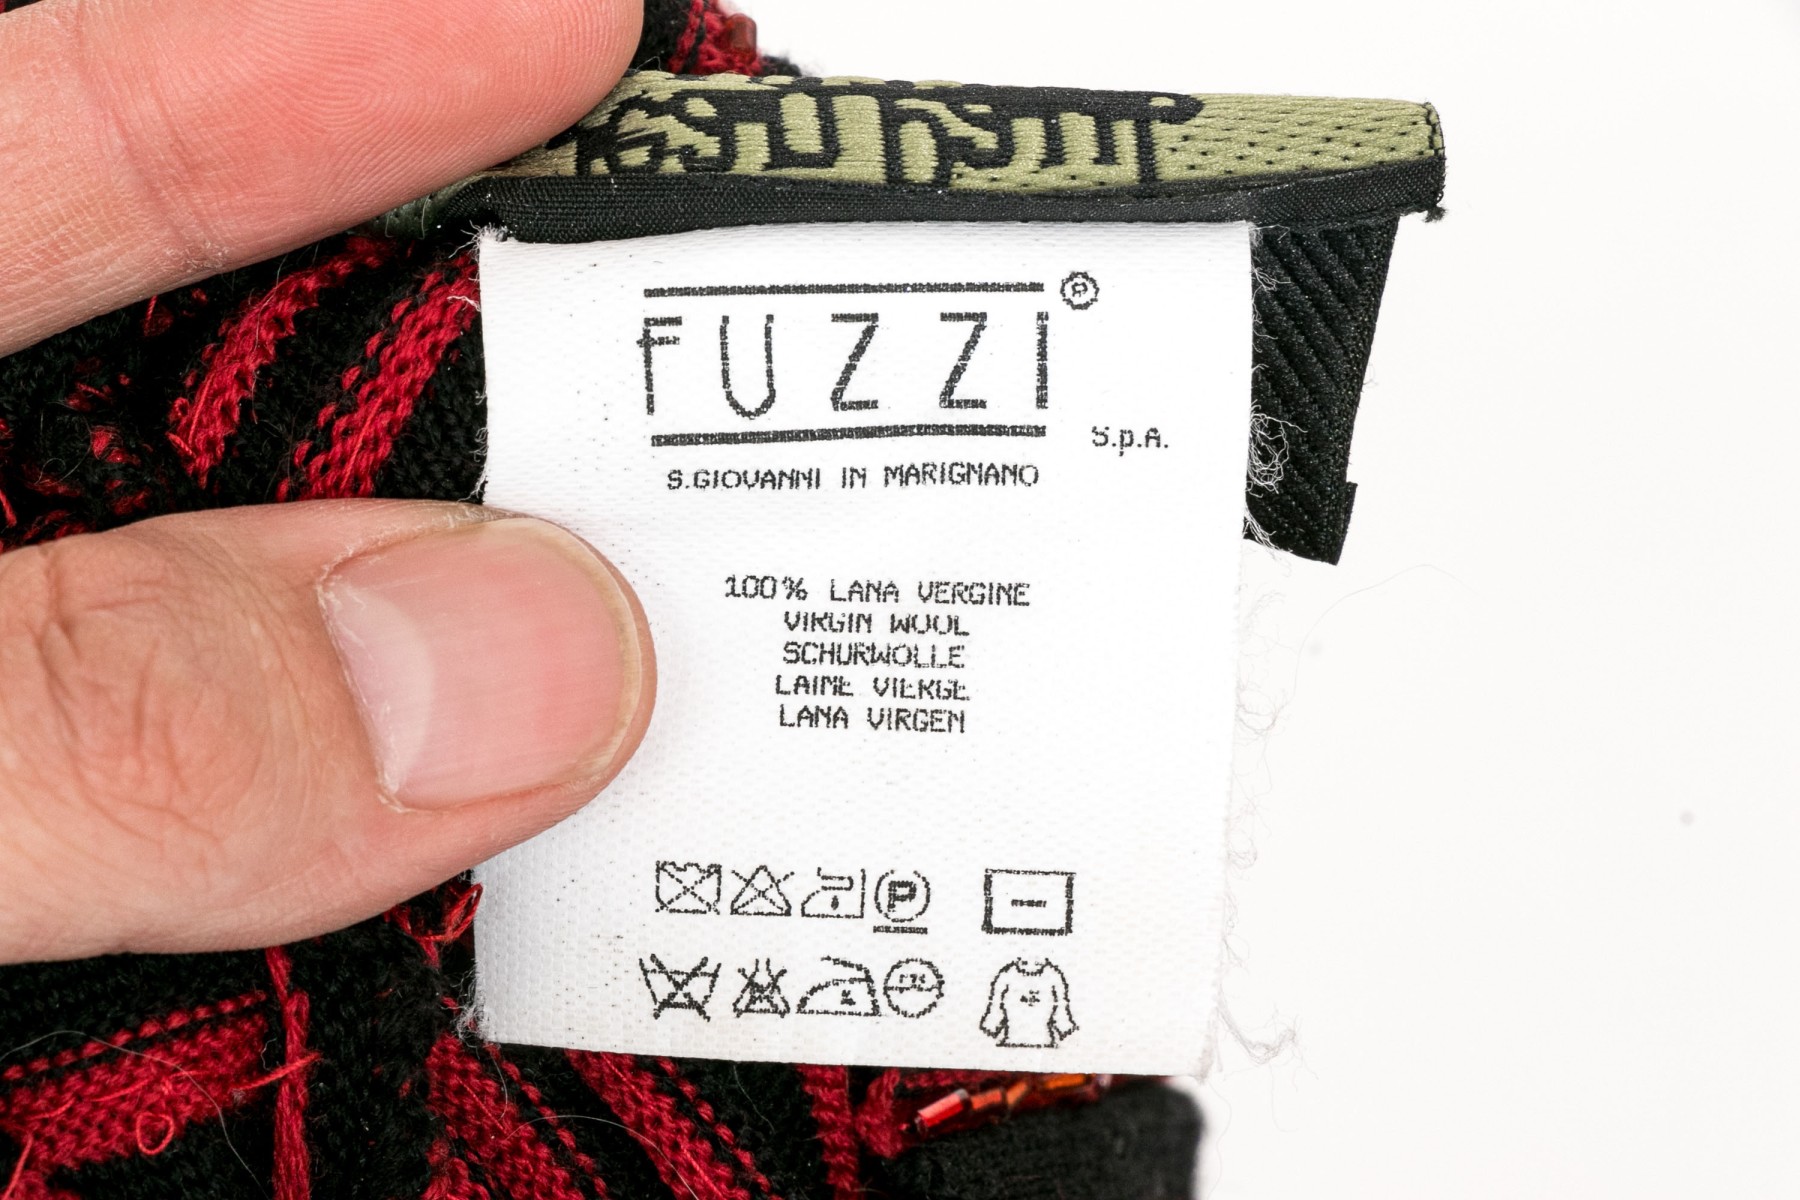 FUZZI®
S.p.A.
S.GIOVANNI IN MARIGNANO
100% LANA VERGINE
VIRGIN WOOL
SCHURWOLLE
LAINE VIERGE
LANA VIRGEN
P